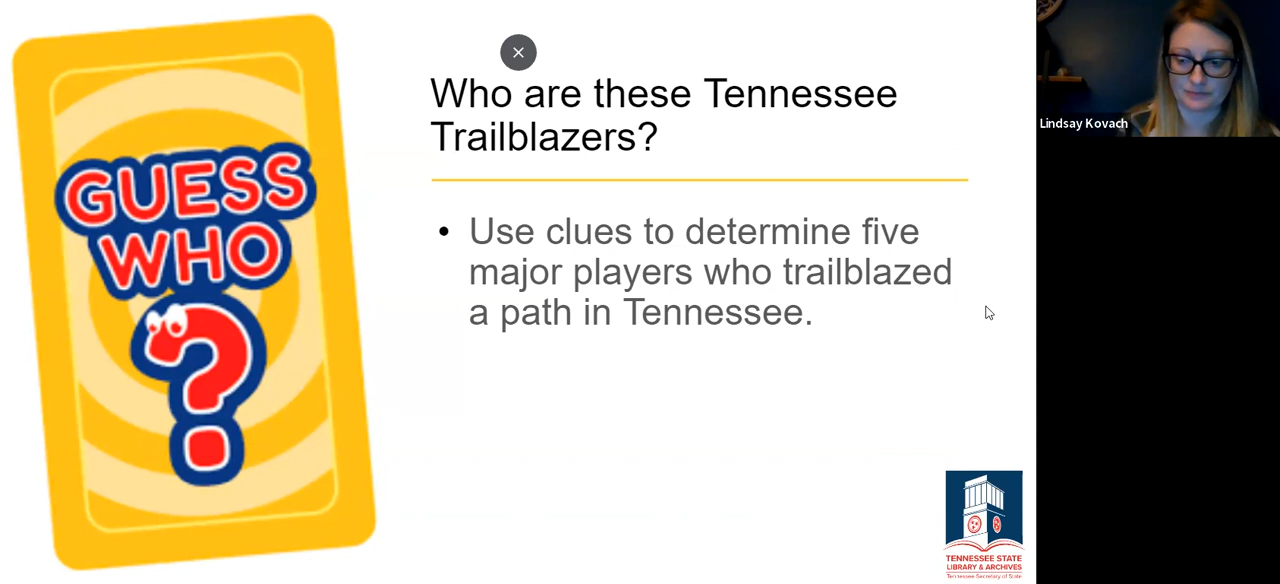 GUESS
WHO
?
Who are these Tennessee
Trailblazers?
• Use clues to determine five
major players who trailblazed
a path in Tennessee.
Lindsay Kovach
TENNESSEE STATE
LIBRARY & ARCHIVES
Tennessee Secretary of State